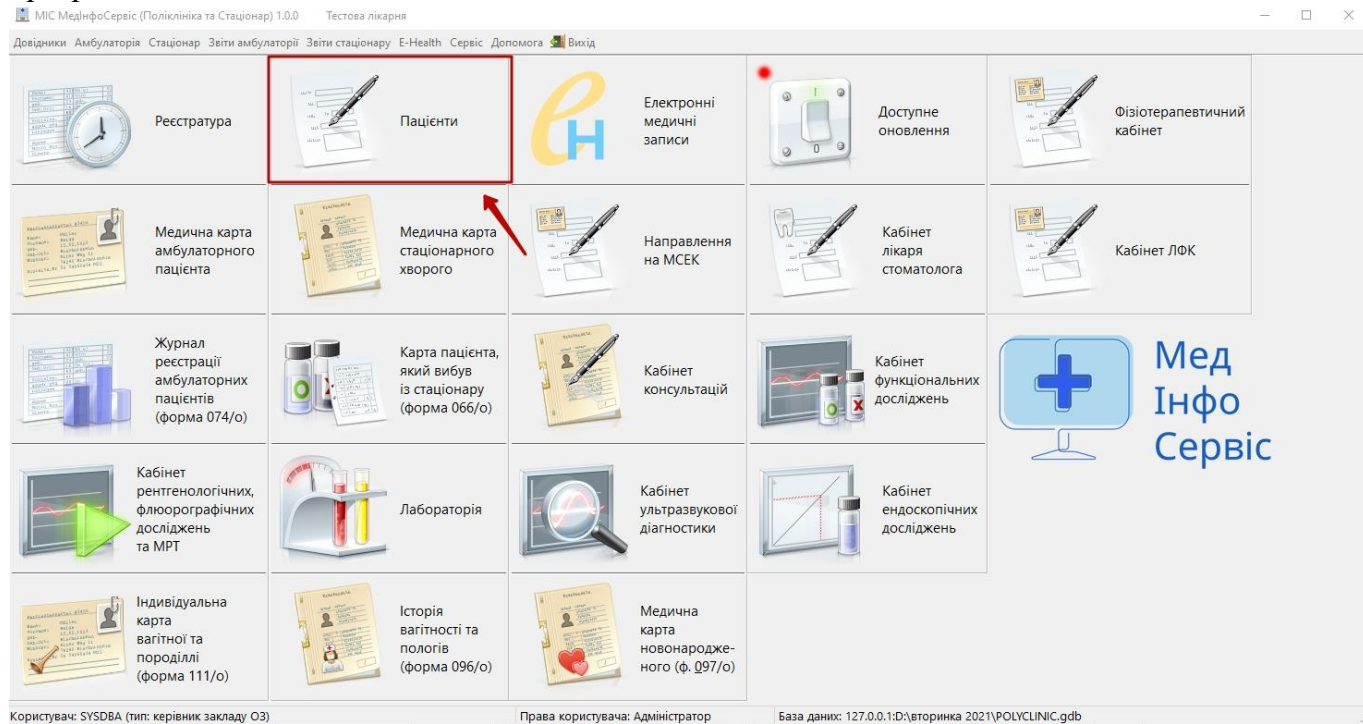 МІС МедІнфоСервіс (Поліклініка та Стаціонар) 1.0.0 Тестова лікарня
Довідники Амбулаторія Стаціонар Звіти амбулаторії Звіти стаціонару E-Health Сервіс Допомога Вихід
Реєстратура
Пацієнти
Електронні
медичні
записи
Доступне
оновлення
Фізіотерапевтичний
кабінет
Медична карта
амбулаторного
пацієнта
Медична карта
стаціонарного
хворого
Направлення
на МСЕК
Кабінет
лікаря
стоматолога
Кабінет ЛФК
Журнал
реєстрації
амбулаторних
пацієнтів
(форма 074/о)
Карта пацієнта,
який вибув
із стаціонару
(форма 066/о)
Кабінет
консультацій
Кабінет
функціональних
досліджень
Мед
Інфо
Сервіс
Кабінет
рентгенологічних,
флюорографічних
досліджень
та МРТ
Лабораторія
Кабінет
ультразвукової
діагностики
Кабінет
ендоскопічних
досліджень
Індивідуальна
карта
вагітної та
породіллі
(форма 111/о)
Історія
вагітності та
пологів
(форма 096/о)
Медична
карта
новонародже-
ного (ф. 097/о)
Користувач: SYSDBA (тип: керівник закладу ОЗ) Права користувача: Адміністратор База даних: 127.0.0.1:D:\вторинка 2021\POLYCLINIC.gdb